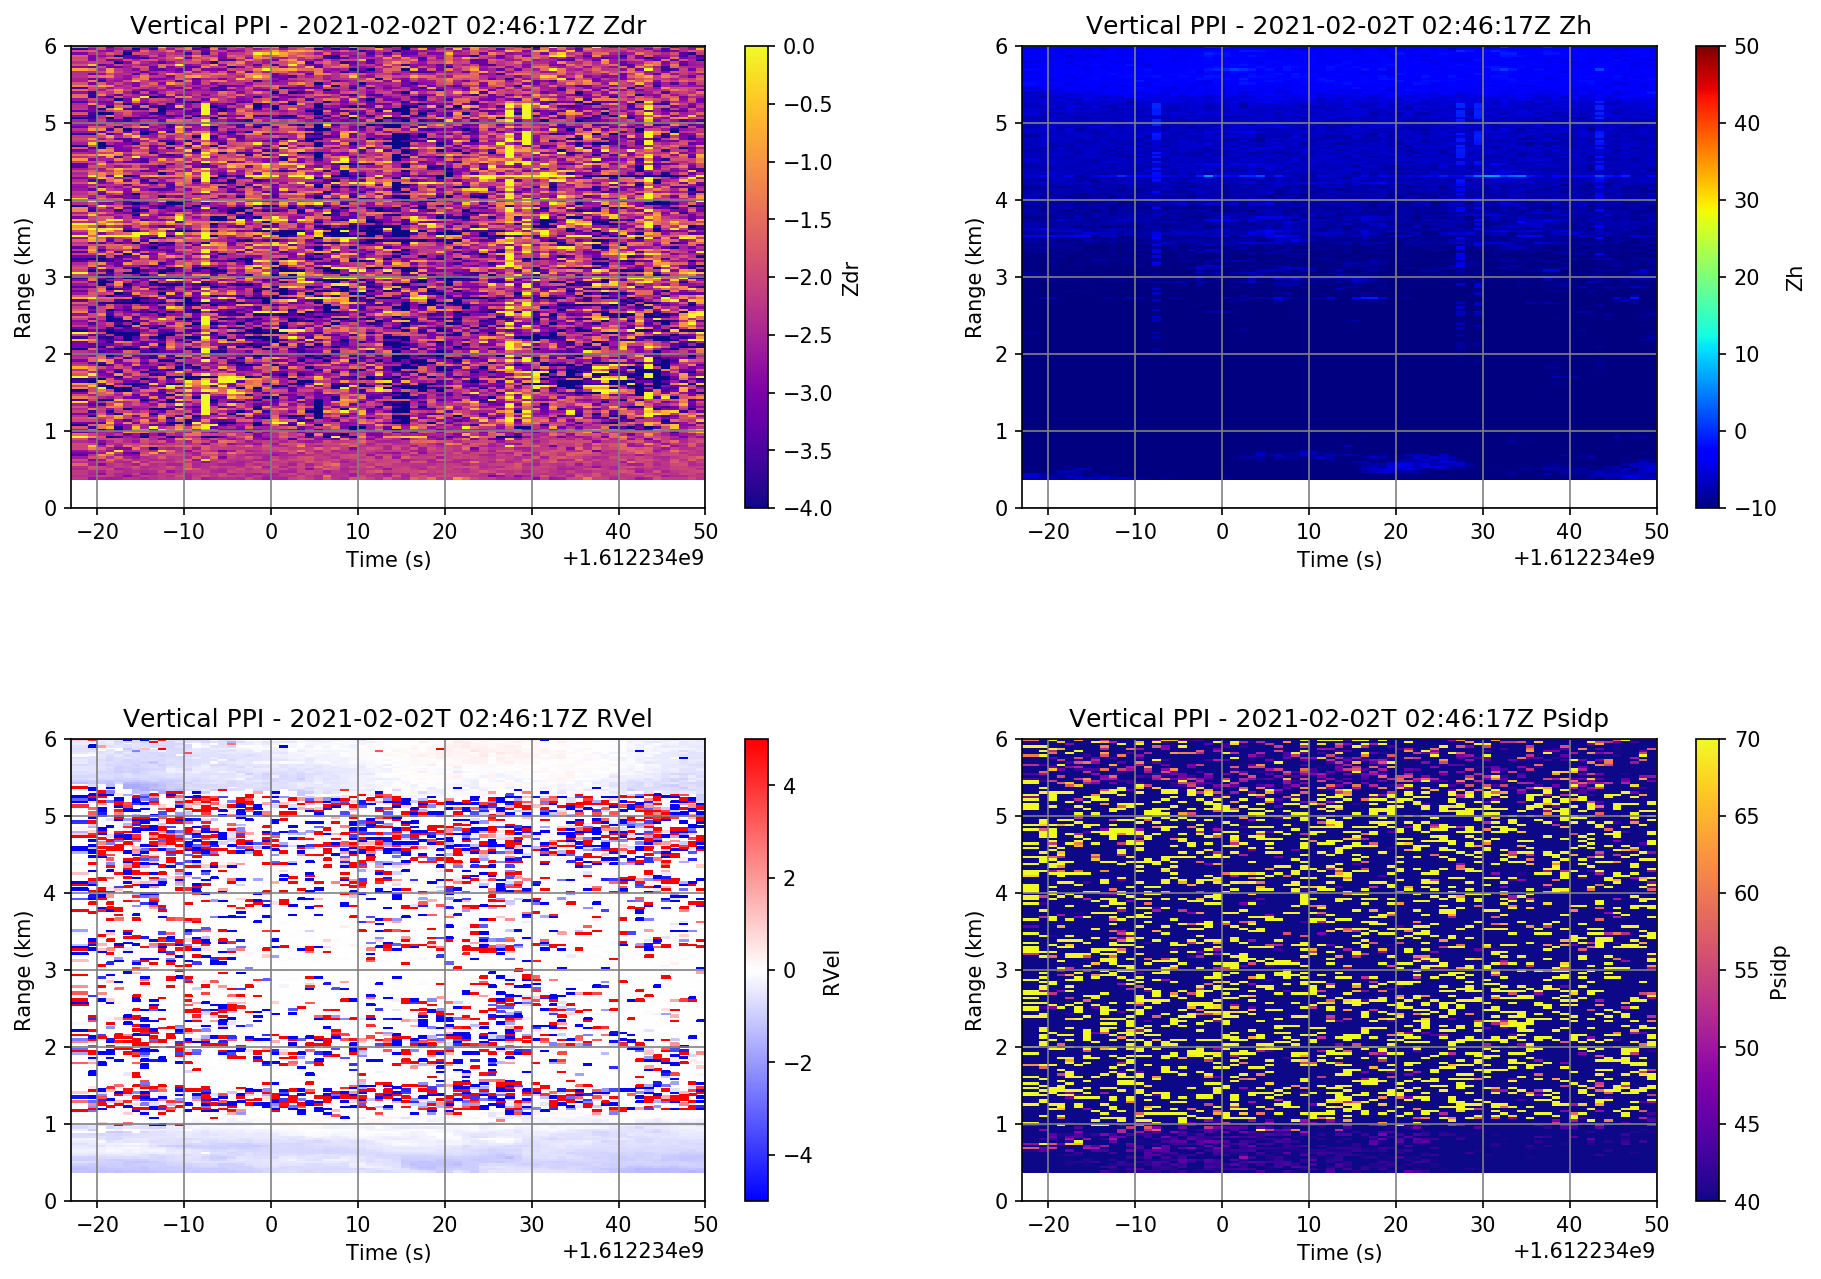 Vertical PPI - 2021-02-02T 02:46:17Z Zdr
6
5
4
3
2
1
0
Range (km)
−20 −10 0 10 20 30 40 50
Time (s)
+1.612234e9
0.0
−0.5
−1.0
−1.5
−2.0
−2.5
−3.0
−3.5
−4.0
Zdr
Vertical PPI - 2021-02-02T 02:46:17Z Zh
6
5
4
3
2
1
0
Range (km)
−20 −10 0 10 20 30 40 50
Time (s)
+1.612234e9
50
40
30
20
10
0
−10
Zh
Vertical PPI - 2021-02-02T 02:46:17Z RVel
6
5
4
3
2
1
0
Range (km)
−20 −10 0 10 20 30 40 50
Time (s)
+1.612234e9
4
2
0
−2
−4
RVel
Vertical PPI - 2021-02-02T 02:46:17Z Psidp
6
5
4
3
2
1
0
Range (km)
−20 −10 0 10 20 30 40 50
Time (s)
+1.612234e9
70
65
60
55
50
45
40
Psidp